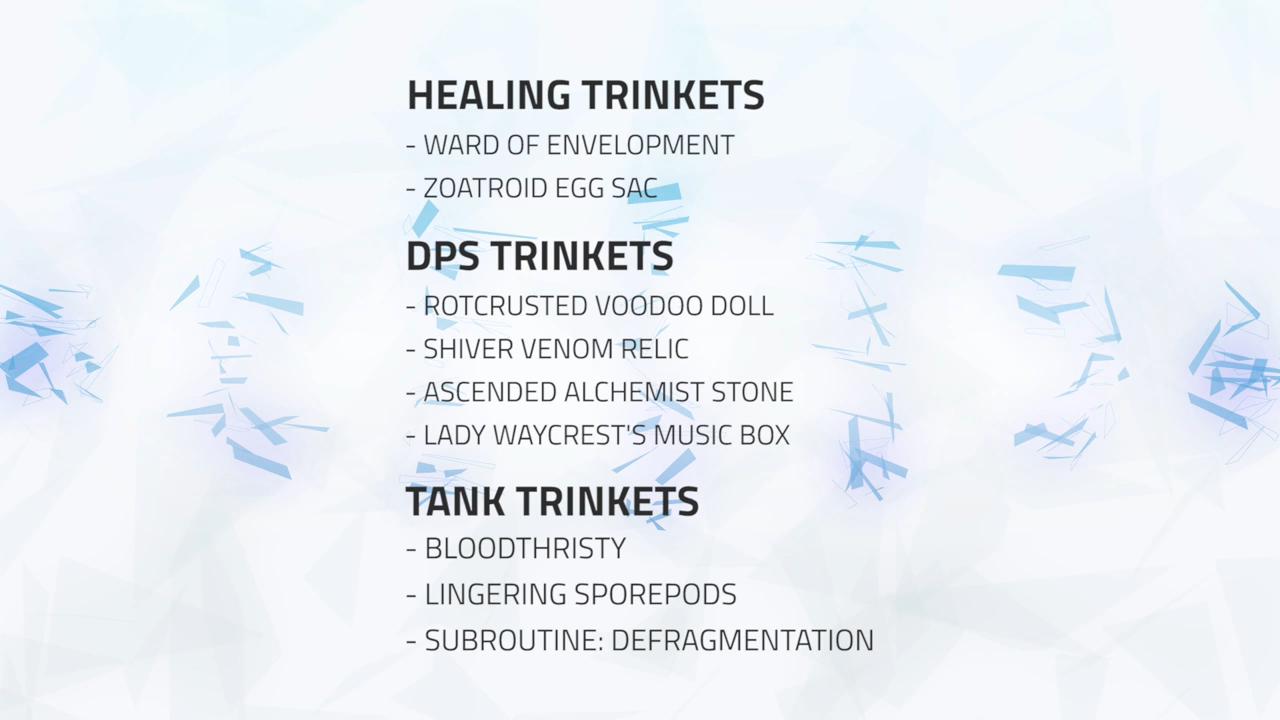 HEALING TRINKETS
- WARD OF ENVELOPMENT
- ZOATROID EGG SAC
DPS TRINKETS
- ROTCRUSTED VOODOO DOLL
- SHIVER VENOM RELIC
- ASCENDED ALCHEMIST STONE
- LADY WAYCREST'S MUSIC BOX
TANK TRINKETS
- BLOODTHRISTY
- LINGERING SPOREPODS
- SUBROUTINE: DEFRAGMENTATION